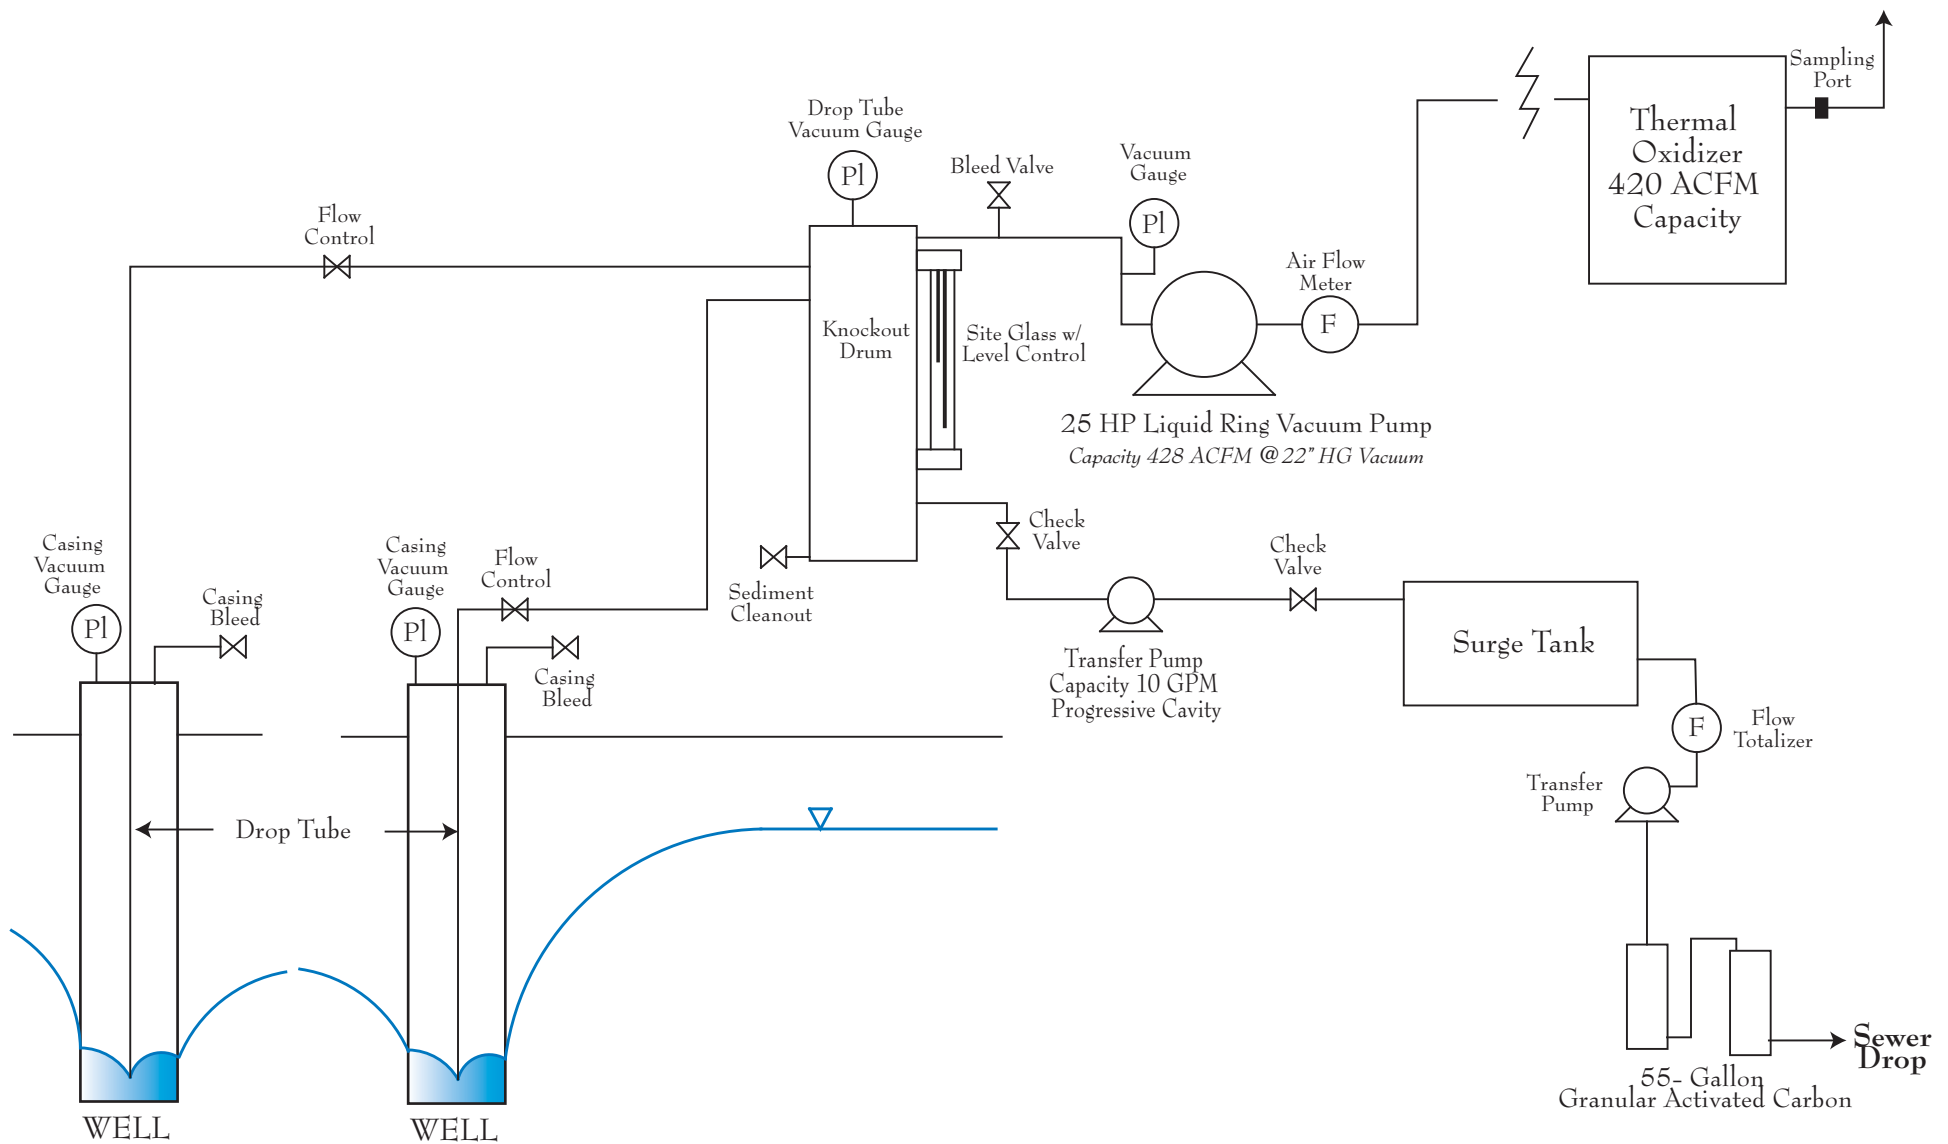 Sampling
Port
Thermal
Oxidizer
420 ACFM
Capacity
Drop Tube
Vacuum Gauge
Pl
Bleed Valve
Vacuum
Gauge
Pl
Flow
Control
Air Flow
Meter
F
Knockout
Drum
Site Glass w/
Level Control
25 HP Liquid Ring Vacuum Pump
Capacity 428 ACFM @ 22" HG Vacuum
Check
Valve
Check
Valve
Casing
Vacuum
Gauge
Pl
Casing
Bleed
Casing
Vacuum
Gauge
Pl
Flow
Control
Casing
Bleed
Sediment
Cleanout
Transfer Pump
Capacity 10 GPM
Progressive Cavity
Surge Tank
F
Flow
Totalizer
Transfer
Pump
Drop Tube
Sewer
Drop
55- Gallon
Granular Activated Carbon
WELL
WELL